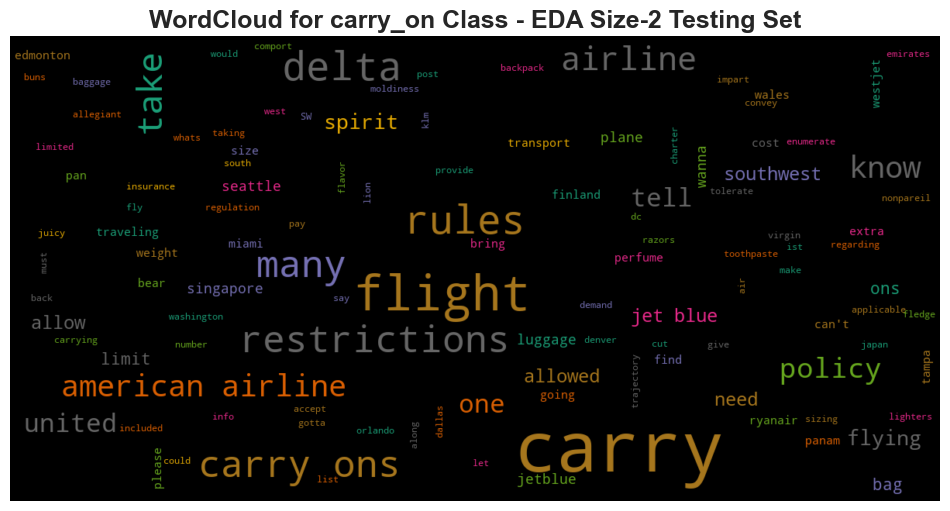 WordCloud for carry_on Class - EDA Size-2 Testing Set
edmonton
buns
baggage
allegiant
limited
would
comport
take
delta
moldiness
post
backpack
airline
impart
wales
convey
westjet
emirates
whats
taking
west
SW
spirit
klm
transport
plane
charter
wanna
cost
enumerate
know
size
south
seattle
insurance
pan
flavor
lion
provide
finland
tell
southwest
tolerate
nonpareil
fly
regulation
juicy
traveling
pay
rules
bring
dc
razors
virgin
ist
extra
regarding
must
weight
miami
many
perfume
toothpaste
make
air
back
bear
singapore
say
flight
demand
jet blue
ons
applicable
fledge
allow
washington
carrying
number
restrictions
luggage
denver
cut
give
can't
japan
limit
allowed
find
trajectory
policy
tampa
american airline
going
need
united
included
accept
gotta
info
orlando
along
dallas
one
carry
ryanair
sizing
lighters
panam
flying
please
could
carry ons
list
let
jetblue
bag